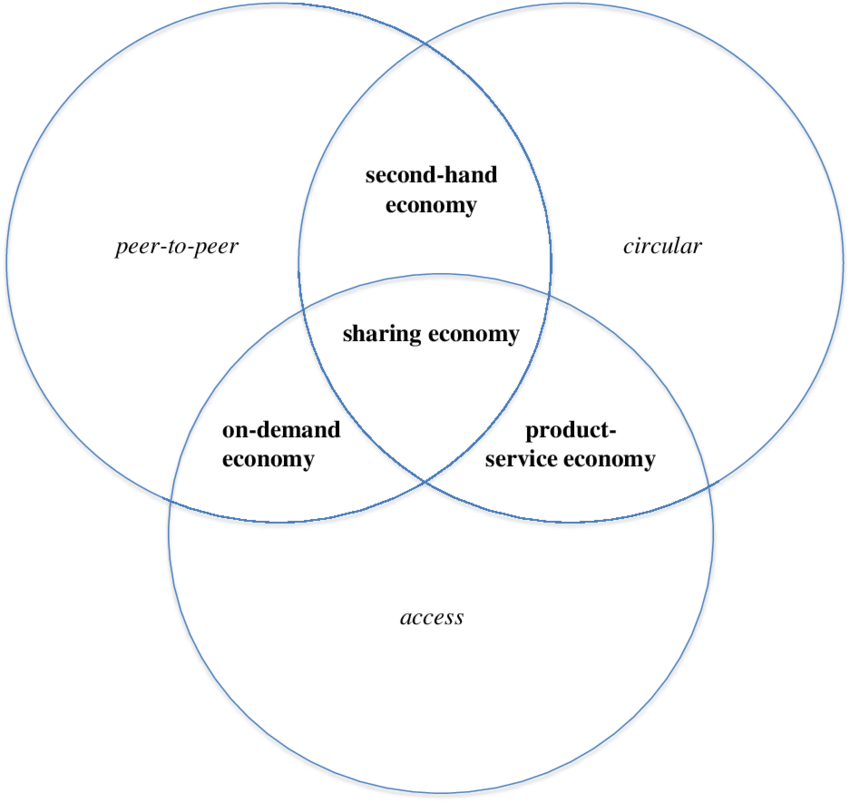 second-hand
economy
peer-to-peer
circular
sharing economy
on-demand
economy
product-
service economy
access